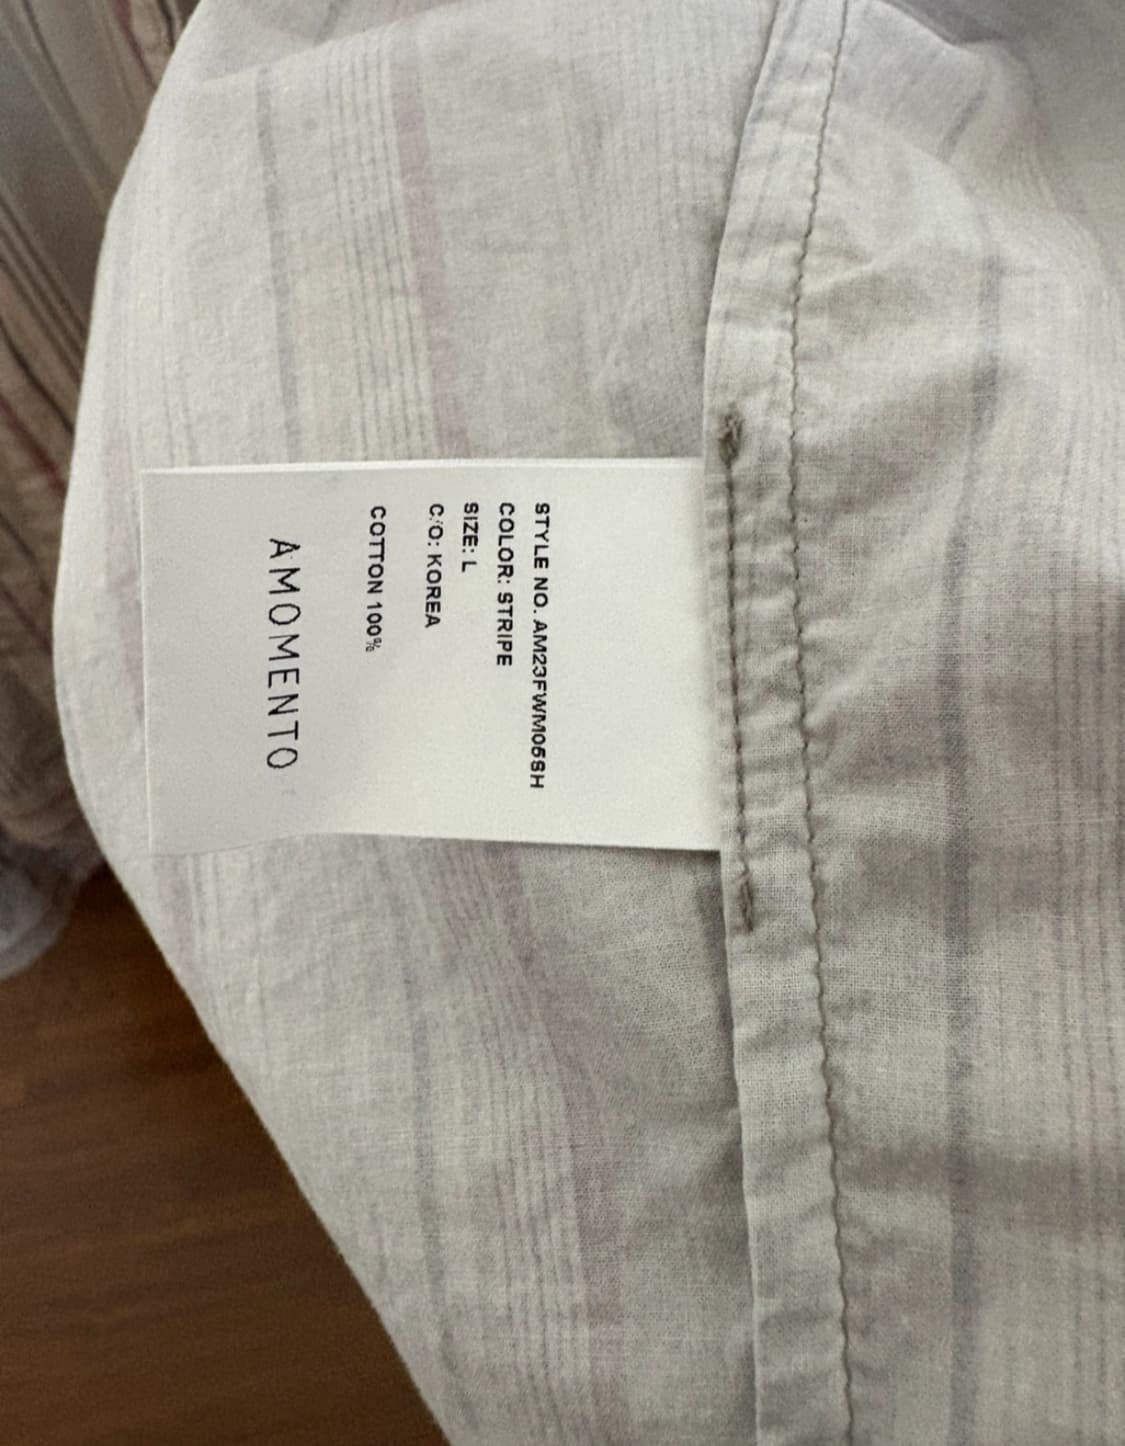 STYLE NO. AM23FWM06SH
COLOR: STRIPE
SIZE: L
C/O: KOREA
COTTON 100%
AMOMENTO